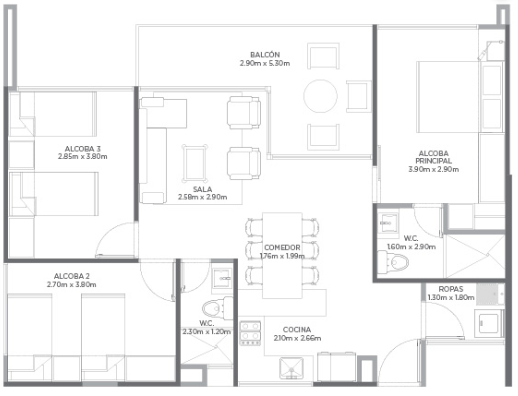 BALCÓN
2.90m x 5.30m
ALCOBA 3
2.85m x 3.80m
ALCOBA
PRINCIPAL
3.90m x 2.90m
SALA
2.58m x 2.90m
COMEDOR
1.76m x 1.99m
W.C.
1.60m x 2.90m
ALCOBA 2
2.70m x 3.80m
ROPAS
1.30m x 1.80m
W.C.
2.30m x 1.20m
COCINA
2.10m x 2.66m